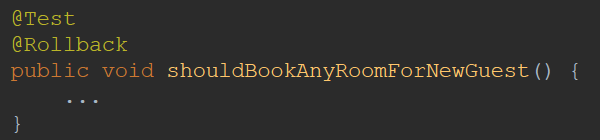 @Test
@Rollback
public void shouldBookAnyRoomForNewGuest() {
    ...
}